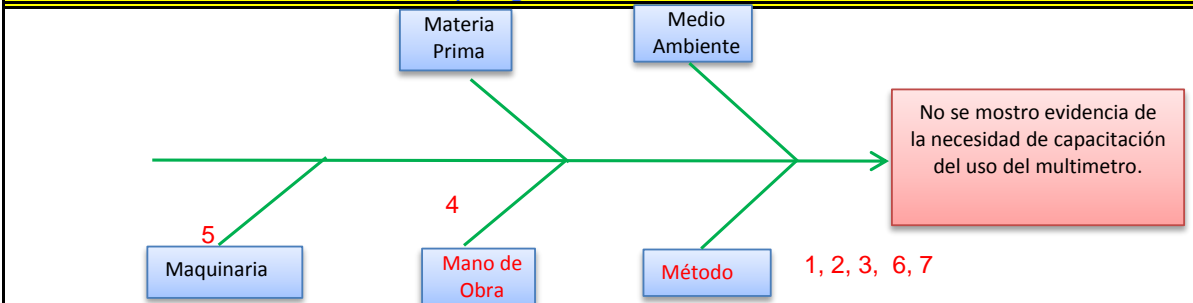 Materia
Prima
Medio
Ambiente
No se mostro evidencia de
la necesidad de capacitación
del uso del multimetro.
4
5
Maquinaria
Mano de
Obra
Método
1, 2, 3, 6, 7